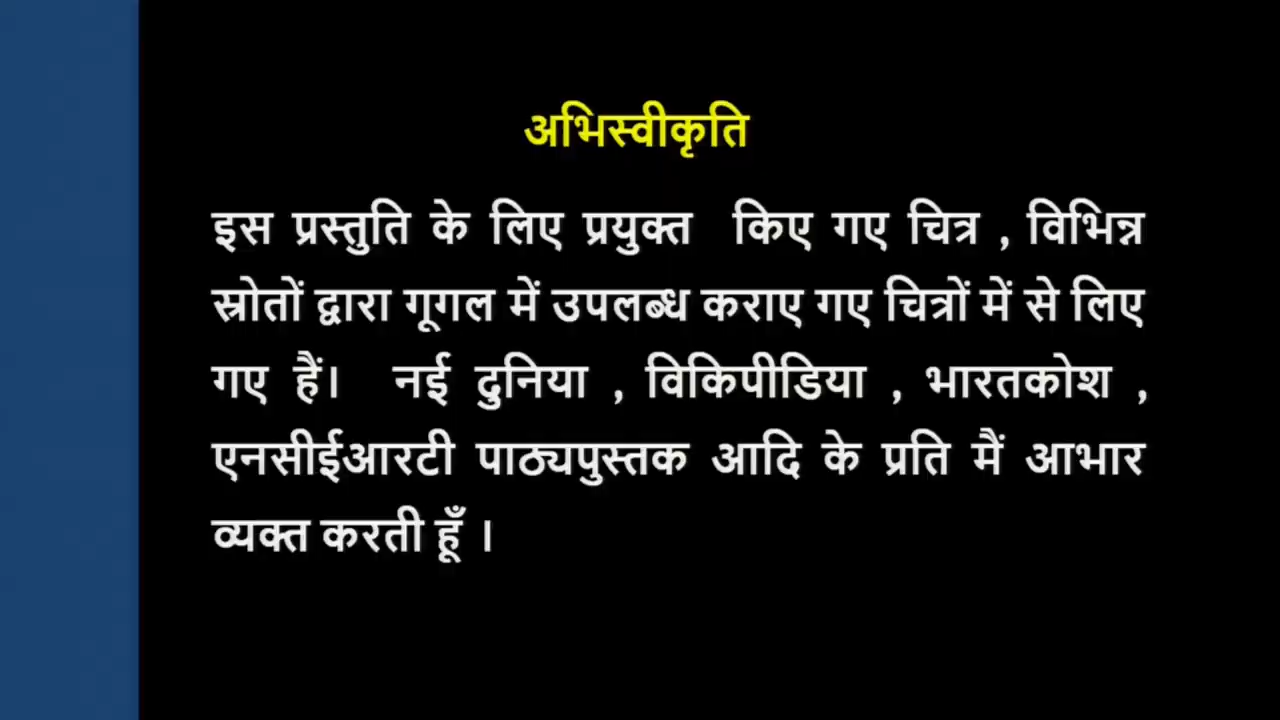 अभिस्वीकृति
इस प्रस्तुति के लिए प्रयुक्त किए गए चित्र , विभिन्न
स्रोतों द्वारा गूगल में उपलब्ध कराए गए चित्रों में से लिए
गए हैं। नई दुनिया , विकिपीडिया , भारतकोश ,
एनसीईआरटी पाठ्यपुस्तक आदि के प्रति मैं आभार
व्यक्त करती हूँ ।